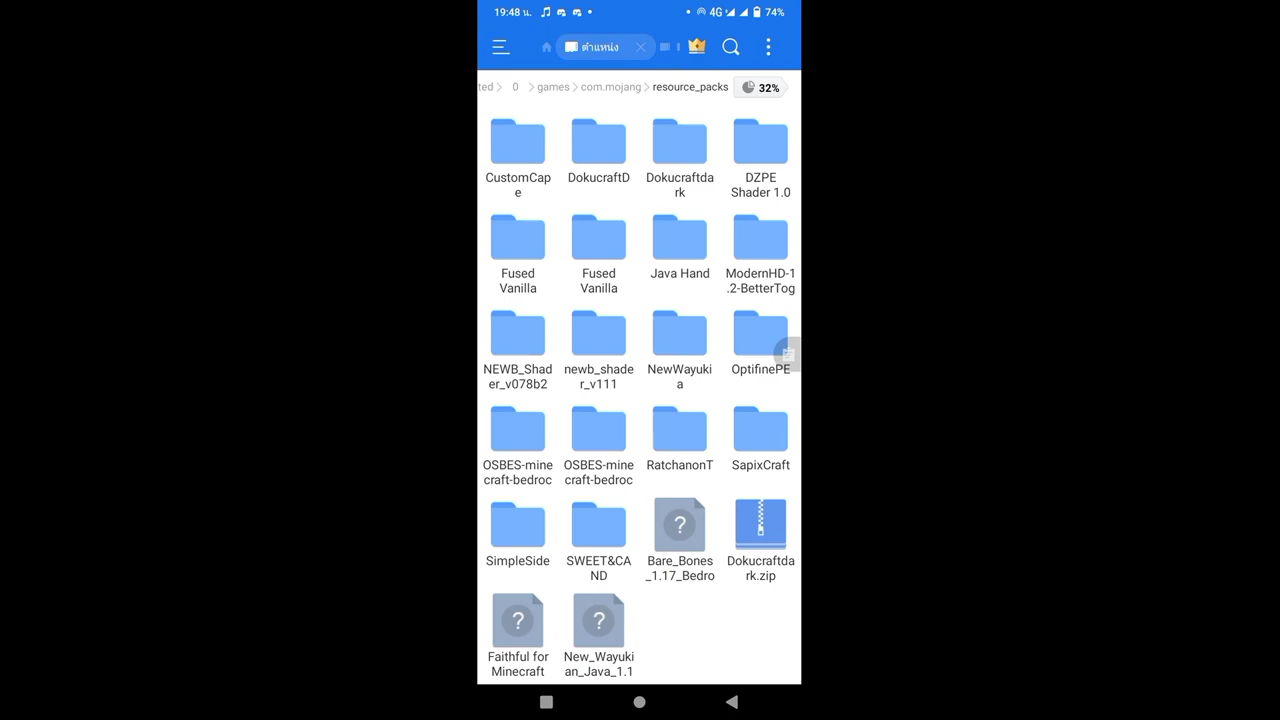 19:48 น. 4G 74%
ตำแหน่ง
ted 0 games com.mojang resource_packs 32%
CustomCap
e
DokucraftD
Dokucraftda
rk
DZPE
Shader 1.0
Fused
Vanilla
Fused
Vanilla
Java Hand
ModernHD-1
.2-BetterTog
NEWB_Shad
er_v078b2
newb_shade
r_v111
NewWayuki
a
OptifinePE
OSBES-mine
craft-bedroc
OSBES-mine
craft-bedroc
RatchanonT
SapixCraft
SimpleSide
SWEET&CA
ND
Bare_Bones
_1.17_Bedro
Dokucraftda
rk.zip
Faithful for
Minecraft
New_Wayuki
an_Java_1.1